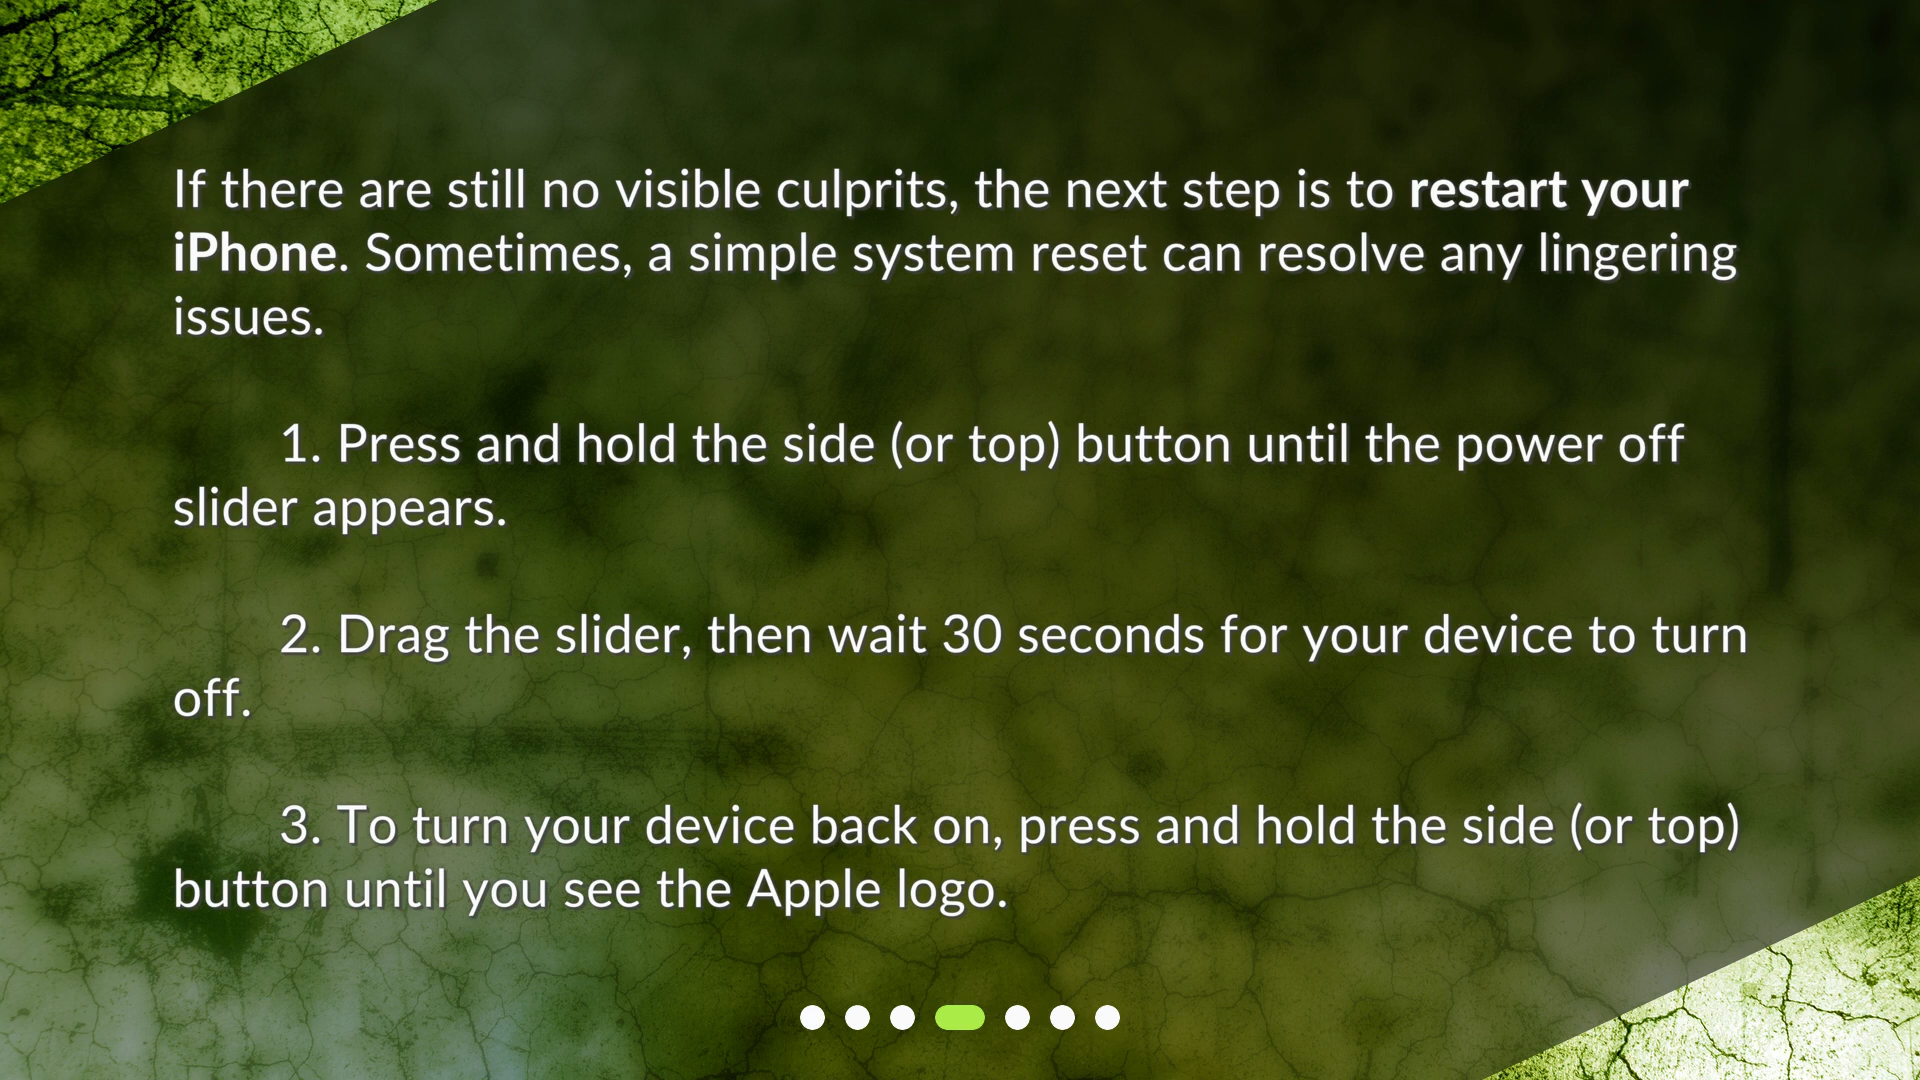 If there are still no visible culprits, the next step is to restart your
iPhone. Sometimes, a simple system reset can resolve any lingering
issues.
1. Press and hold the side (or top) button until the power off
slider appears.
2. Drag the slider, then wait 30 seconds for your device to turn
off.
3. To turn your device back on, press and hold the side (or top)
button until you see the Apple logo.